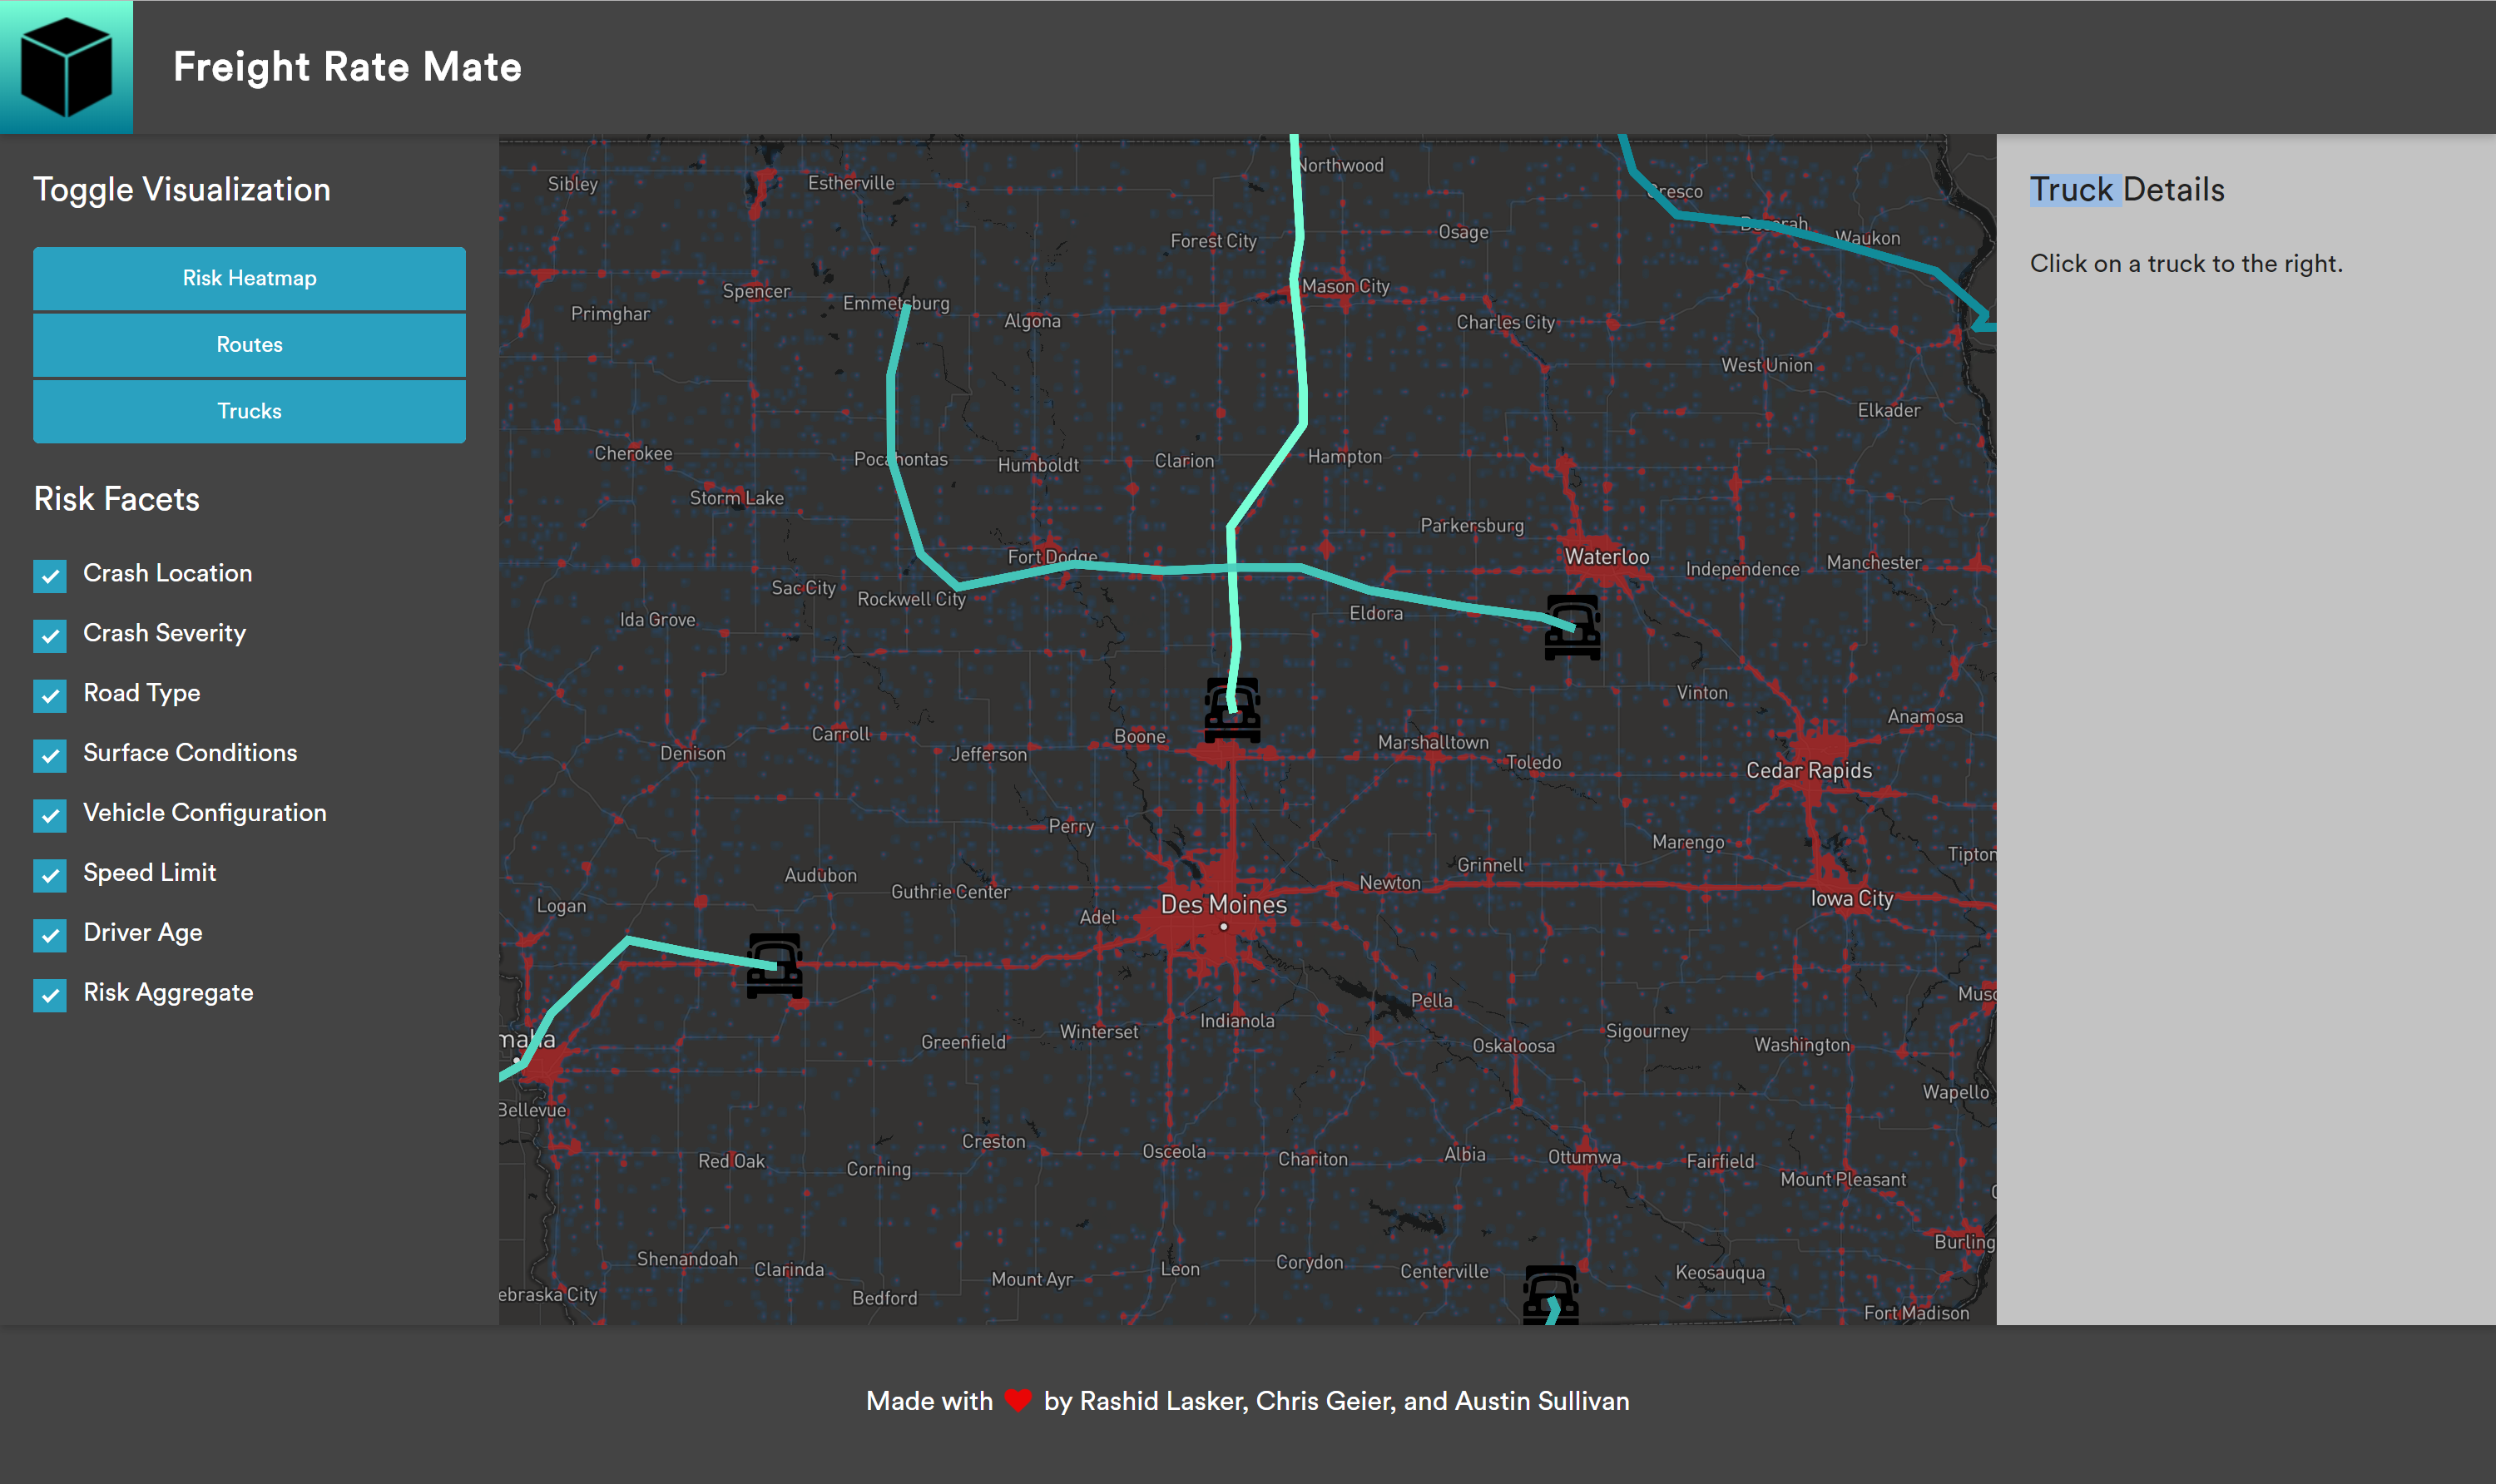 Freight Rate Mate
Toggle Visualization
Risk Heatmap
Routes
Trucks
Risk Facets
Crash Location
Crash Severity
Road Type
Surface Conditions
Vehicle Configuration
Speed Limit
Driver Age
Risk Aggregate
Northwood
Sibley
Estherville
Cresco
Decorah
Waukon
Forest City
Osage
Spencer
Emmetsburg
Mason City
Primghar
Algona
Charles City
West Union
Elkader
Cherokee
Pocahontas
Humboldt
Clarion
Hampton
Storm Lake
Parkersburg
Fort Dodge
Waterloo
Independence
Manchester
Sac City
Rockwell City
Ida Grove
Eldora
Vinton
Anamosa
Carroll
Boone
Marshalltown
Denison
Jefferson
Toledo
Cedar Rapids
Perry
Marengo
Tipton
Audubon
Guthrie Center
Grinnell
Newton
Logan
Adel
Des Moines
Iowa City
Pella
Musc
Indianola
Winterset
Sigourney
maha
Greenfield
Oskaloosa
Washington
Wapello
Bellevue
Creston
Osceola
Chariton
Albia
Ottumwa
Fairfield
Red Oak
Corning
Mount Pleasant
Burling
Shenandoah
Clarinda
Mount Ayr
Leon
Corydon
Centerville
Keosauqua
ebraska City
Bedford
Fort Madison
Truck Details
Click on a truck to the right.
Made with ❤ by Rashid Lasker, Chris Geier, and Austin Sullivan